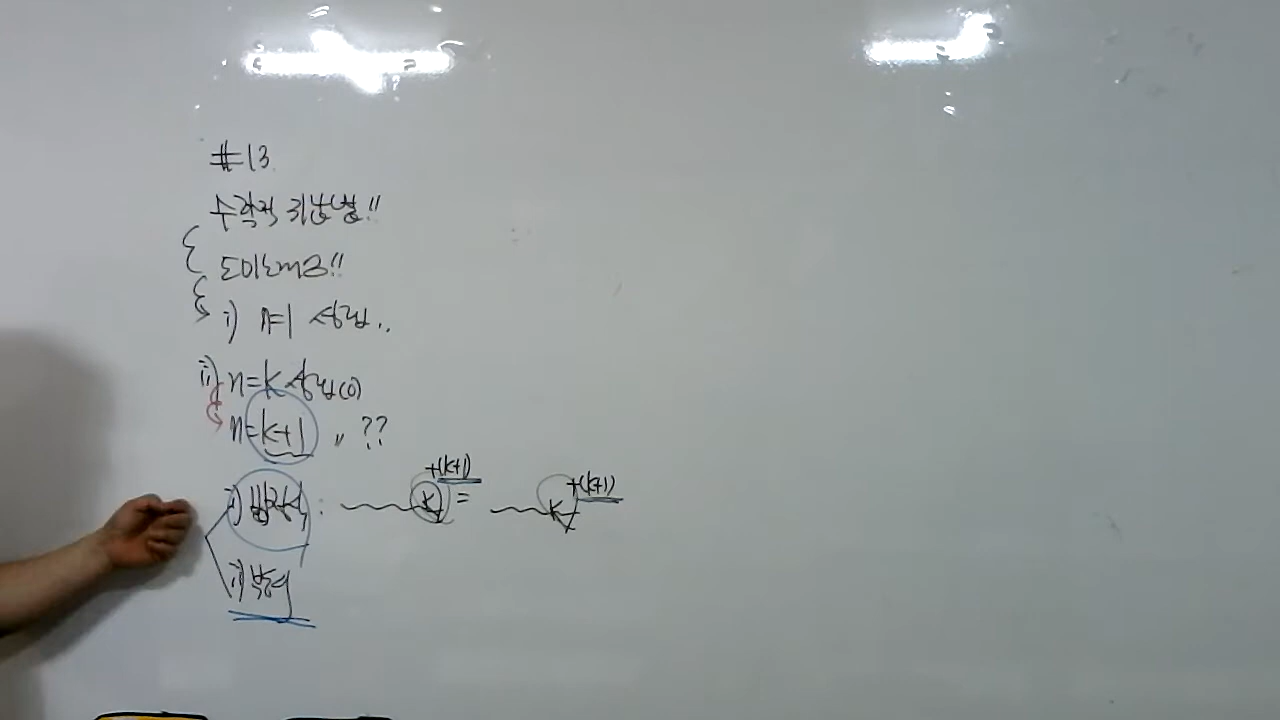 #13.
수학적 귀납법!!
도미노!!
i) n=1 성립..
ii) n=k 성립(O)
n=k+1 〃 ??
i) 방정식 : k +(k+1) = k +(k+1)
ii) 부등식